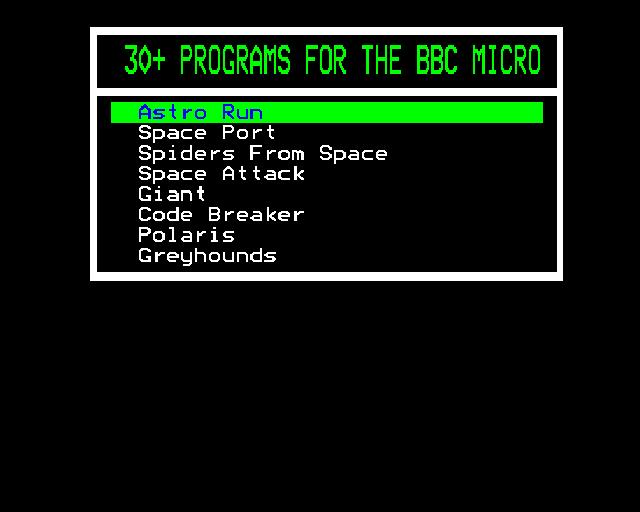 30+ PROGRAMS FOR THE BBC MICRO
Astro Run
Space Port
Spiders From Space
Space Attack
Giant
Code Breaker
Polaris
Greyhounds